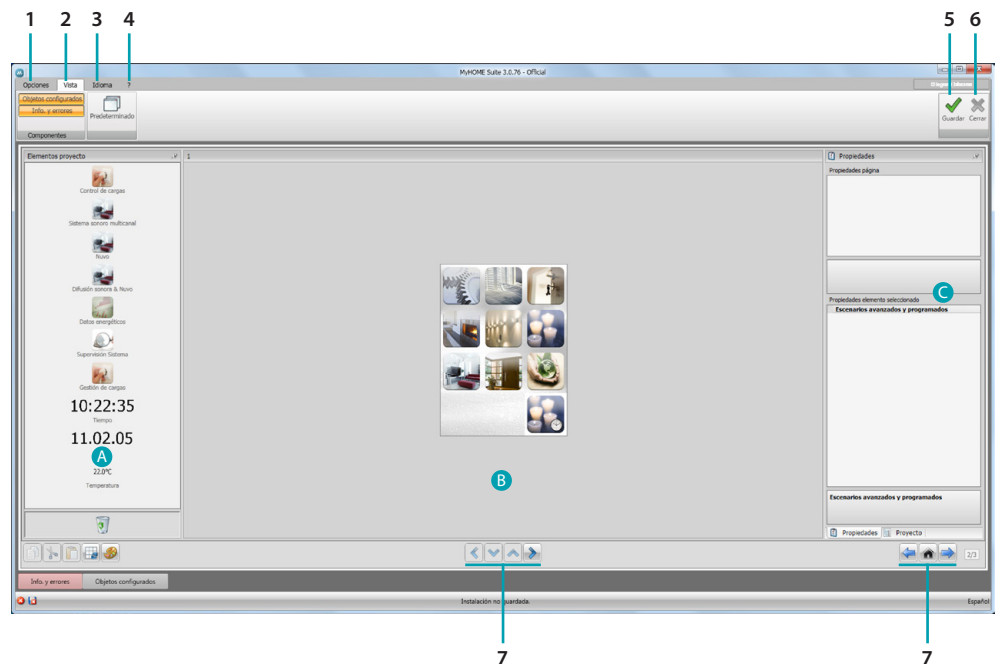 1 2 3 4 5 6
MyHOME Suite 3.0.76 - Official
Opciones Vista Idioma ?
Objetos configurados
Info. y errores
Predeterminado
Componentes
Guardar Cerrar
Elementos proyecto
1
Propiedades
Control de cargas
Sistema sonoro multicanal
Nuvo
Difusión sonora & Nuvo
Datos energéticos
Supervisión Sistema
Gestión de cargas
10:22:35
Tiempo
11.02.05
A
22.0°C
Temperatura
B
Propiedades página
C
Propiedades elemento seleccionado
Escenarios avanzados y programados
Escenarios avanzados y programados
Propiedades Proyecto
2/3
Info. y errores Objetos configurados
Instalación no guardada.
Español
7 7